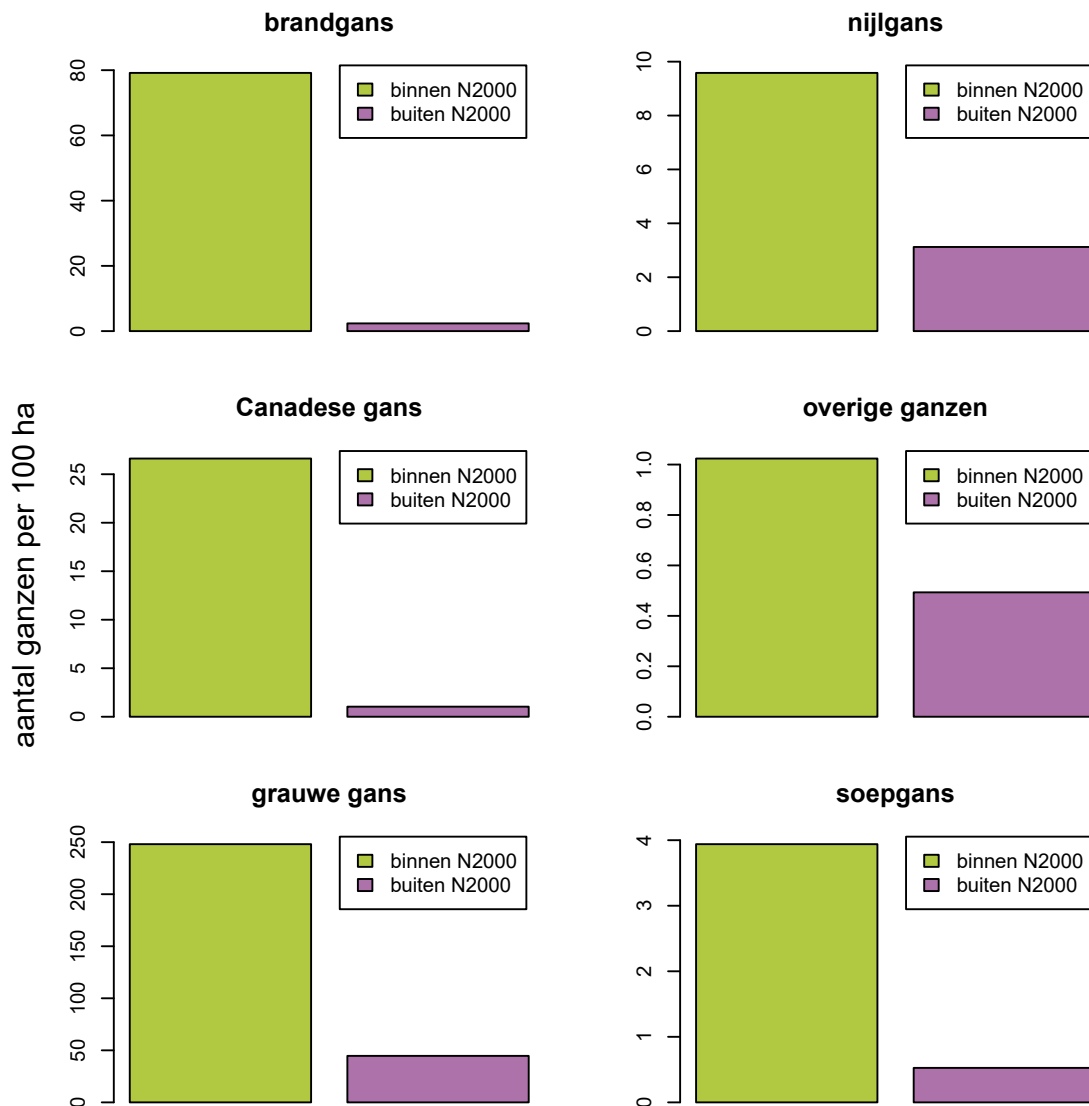 brandgans
80
60
40
20
0
binnen N2000
buiten N2000
nijlgans
10
8
6
4
2
0
binnen N2000
buiten N2000
aantal ganzen per 100 ha
Canadese gans
25
20
15
10
5
0
binnen N2000
buiten N2000
overige ganzen
1.0
0.8
0.6
0.4
0.2
0.0
binnen N2000
buiten N2000
grauwe gans
250
200
150
100
50
0
binnen N2000
buiten N2000
soepgans
4
3
2
1
0
binnen N2000
buiten N2000